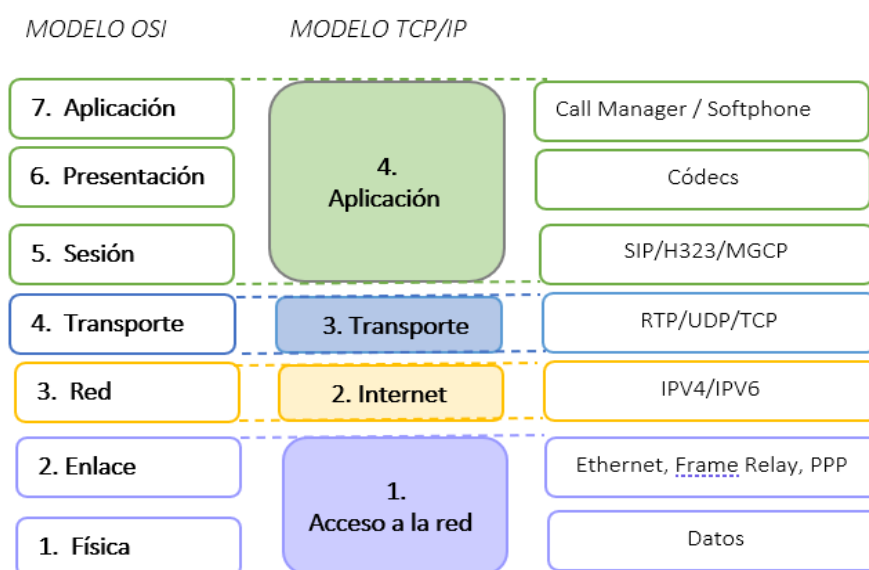 MODELO OSI MODELO TCP/IP
7. Aplicación
6. Presentación
5. Sesión
4. Transporte
3. Red
2. Enlace
1. Física
4.
Aplicación
3. Transporte
2. Internet
1.
Acceso a la red
Call Manager / Softphone
Códecs
SIP/H323/MGCP
RTP/UDP/TCP
IPV4/IPV6
Ethernet, Frame Relay, PPP
Datos